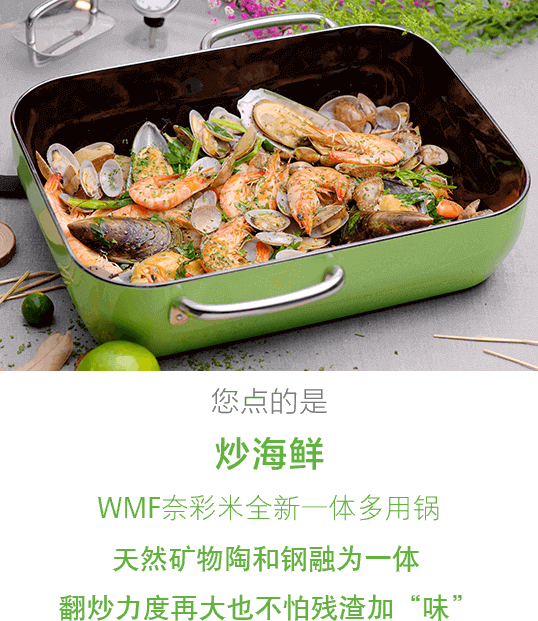 您点的是
炒海鲜
WMF奈彩米全新一体多用锅
天然矿物陶和钢融为一体
翻炒力度再大也不怕残渣加“味”